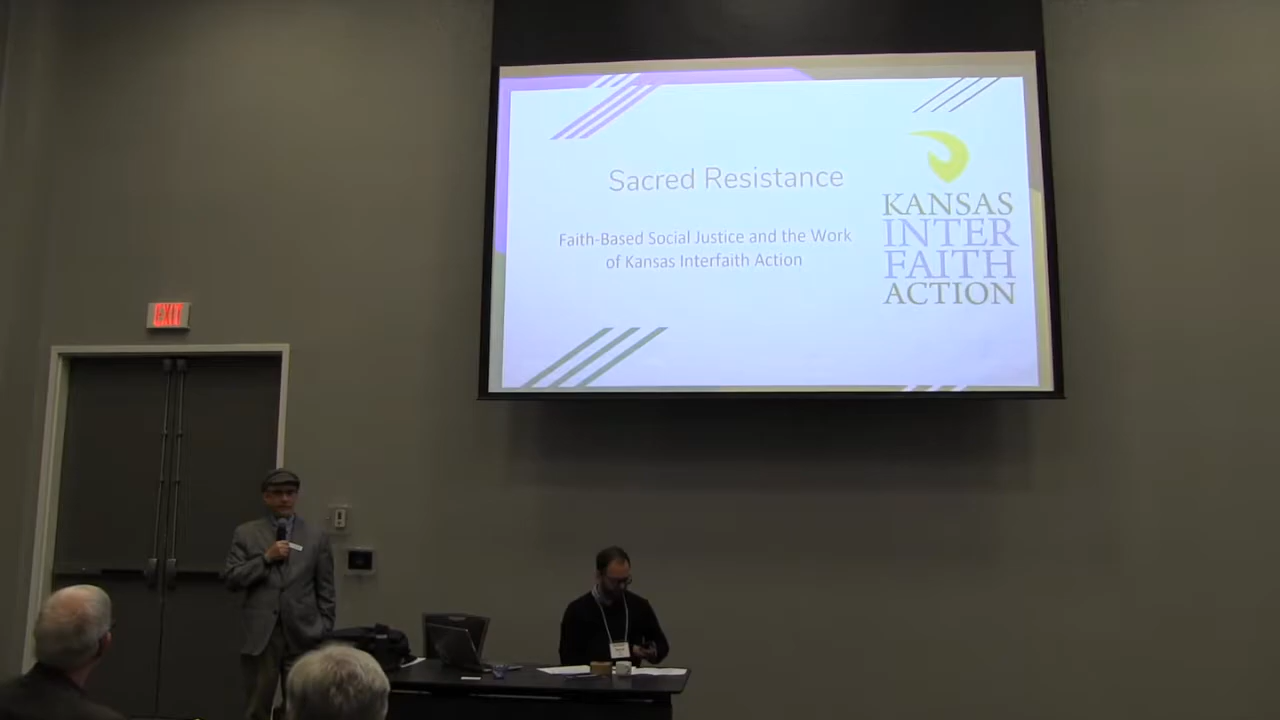 Sacred Resistance
Faith-Based Social Justice and the Work
of Kansas Interfaith Action
KANSAS
INTER
FAITH
ACTION
EXIT